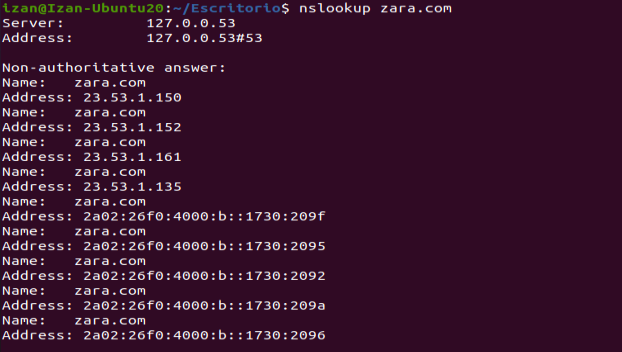 izan@Izan-Ubuntu20:~/Escritorio$ nslookup zara.com
Server:		127.0.0.53
Address:	127.0.0.53#53

Non-authoritative answer:
Name:	zara.com
Address: 23.53.1.150
Name:	zara.com
Address: 23.53.1.152
Name:	zara.com
Address: 23.53.1.161
Name:	zara.com
Address: 23.53.1.135
Name:	zara.com
Address: 2a02:26f0:4000:b::1730:209f
Name:	zara.com
Address: 2a02:26f0:4000:b::1730:2095
Name:	zara.com
Address: 2a02:26f0:4000:b::1730:2092
Name:	zara.com
Address: 2a02:26f0:4000:b::1730:209a
Name:	zara.com
Address: 2a02:26f0:4000:b::1730:2096